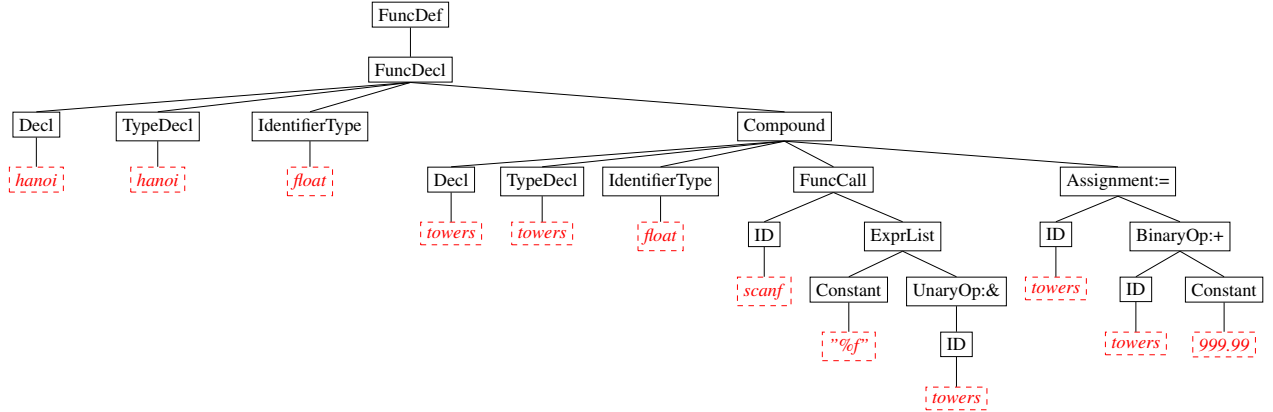 FuncDef
FuncDecl
Decl TypeDecl IdentifierType Compound
hanoi hanoi float Decl TypeDecl IdentifierType FuncCall Assignment:=
towers towers float ID ExprList ID BinaryOp:+
scanf Constant UnaryOp:& towers ID Constant
"%f" ID towers 999.99
towers